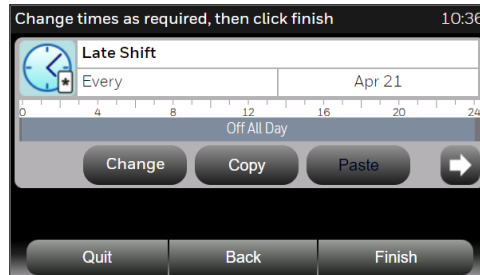 Change times as required, then click finish 10:36
Late Shift
Every Apr 21
0 4 8 12 16 20 24
Off All Day
Change Copy Paste
Quit Back Finish